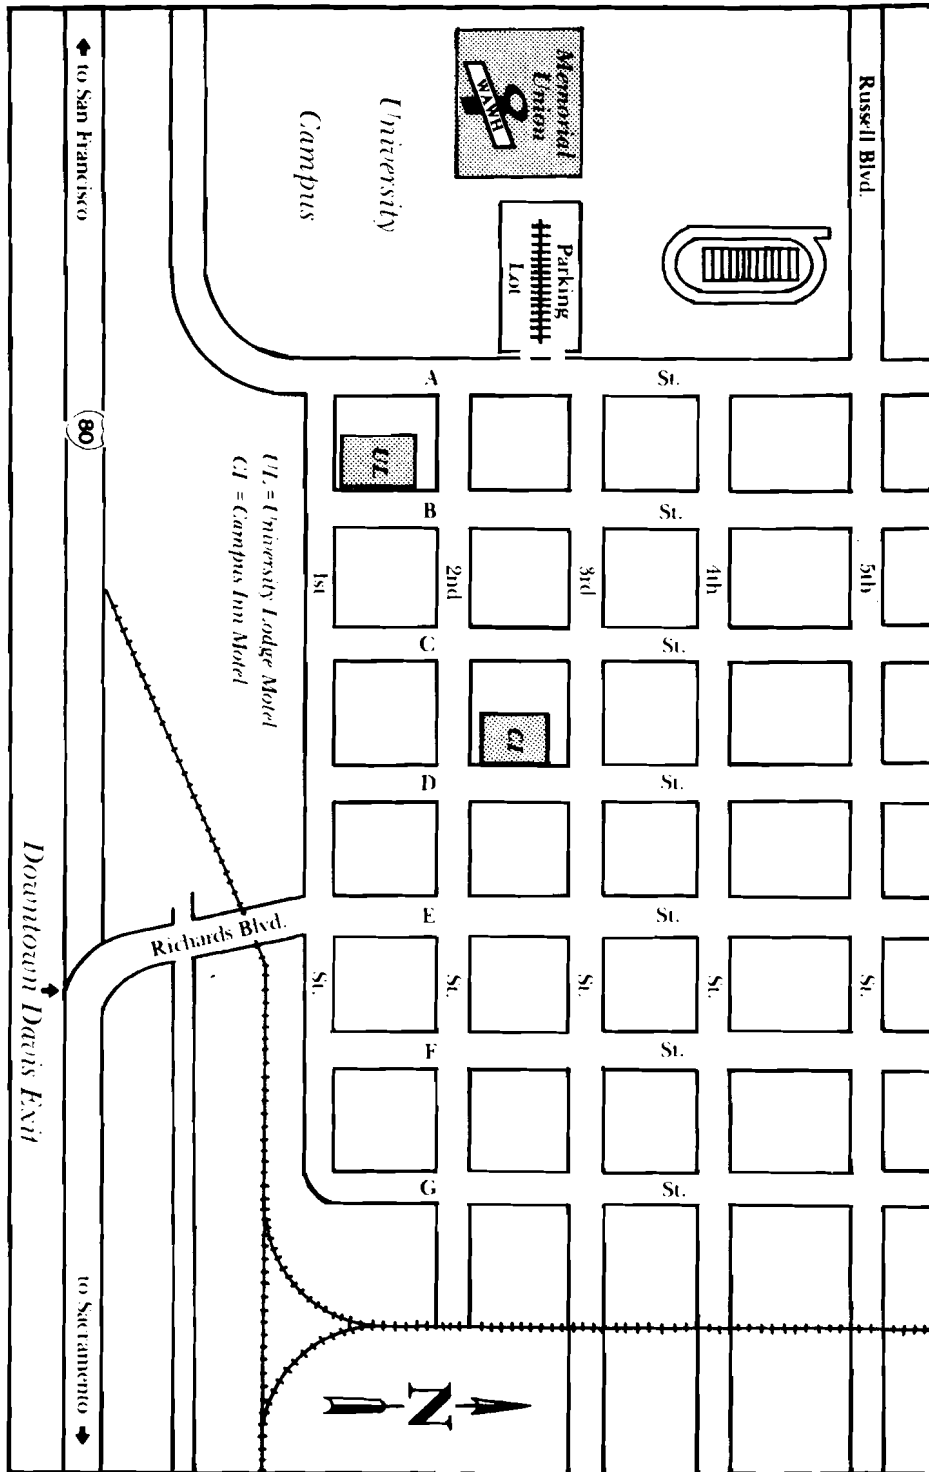 Memorial
Union
WAWH
University
Campus
Parking
Lot
Russell Blvd.
to San Francisco
80
A St.
UL
B St.
1st St.
2nd St.
3rd St.
4th St.
5th St.
UL = University Lodge Motel
CI = Campus Inn Motel
C St.
CI
D St.
E St.
Richards Blvd.
F St.
G St.
Downtown Davis Exit
to Sacramento
N